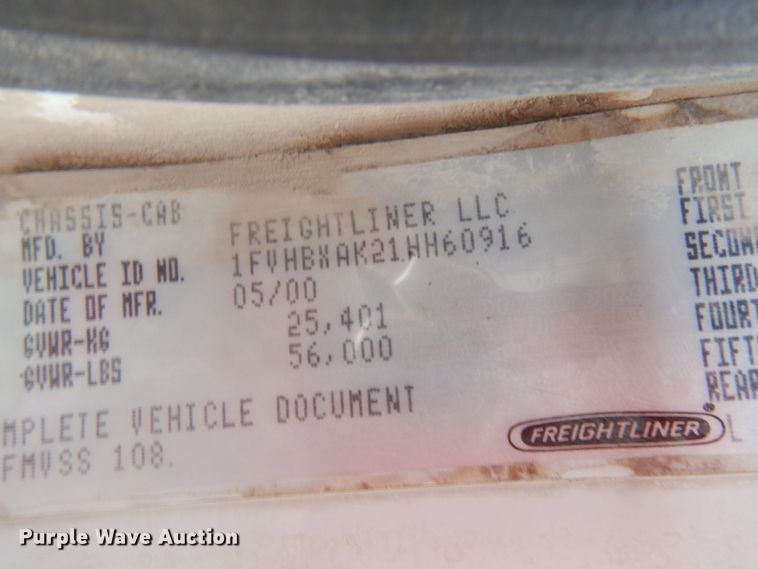 CHASSIS-CAB
MFD. BY FREIGHTLINER LLC
VEHICLE ID NO. 1FVHBXAK21HH60916
DATE OF MFR. 05/00
GVWR-KG 25,401
GVWR-LBS 56,000
MPLETE VEHICLE DOCUMENT
FMVSS 108.
FRONT
FIRST
SECON
THIRD
FOURT
FIFT
REAR
FREIGHTLINER® L
Purple Wave Auction